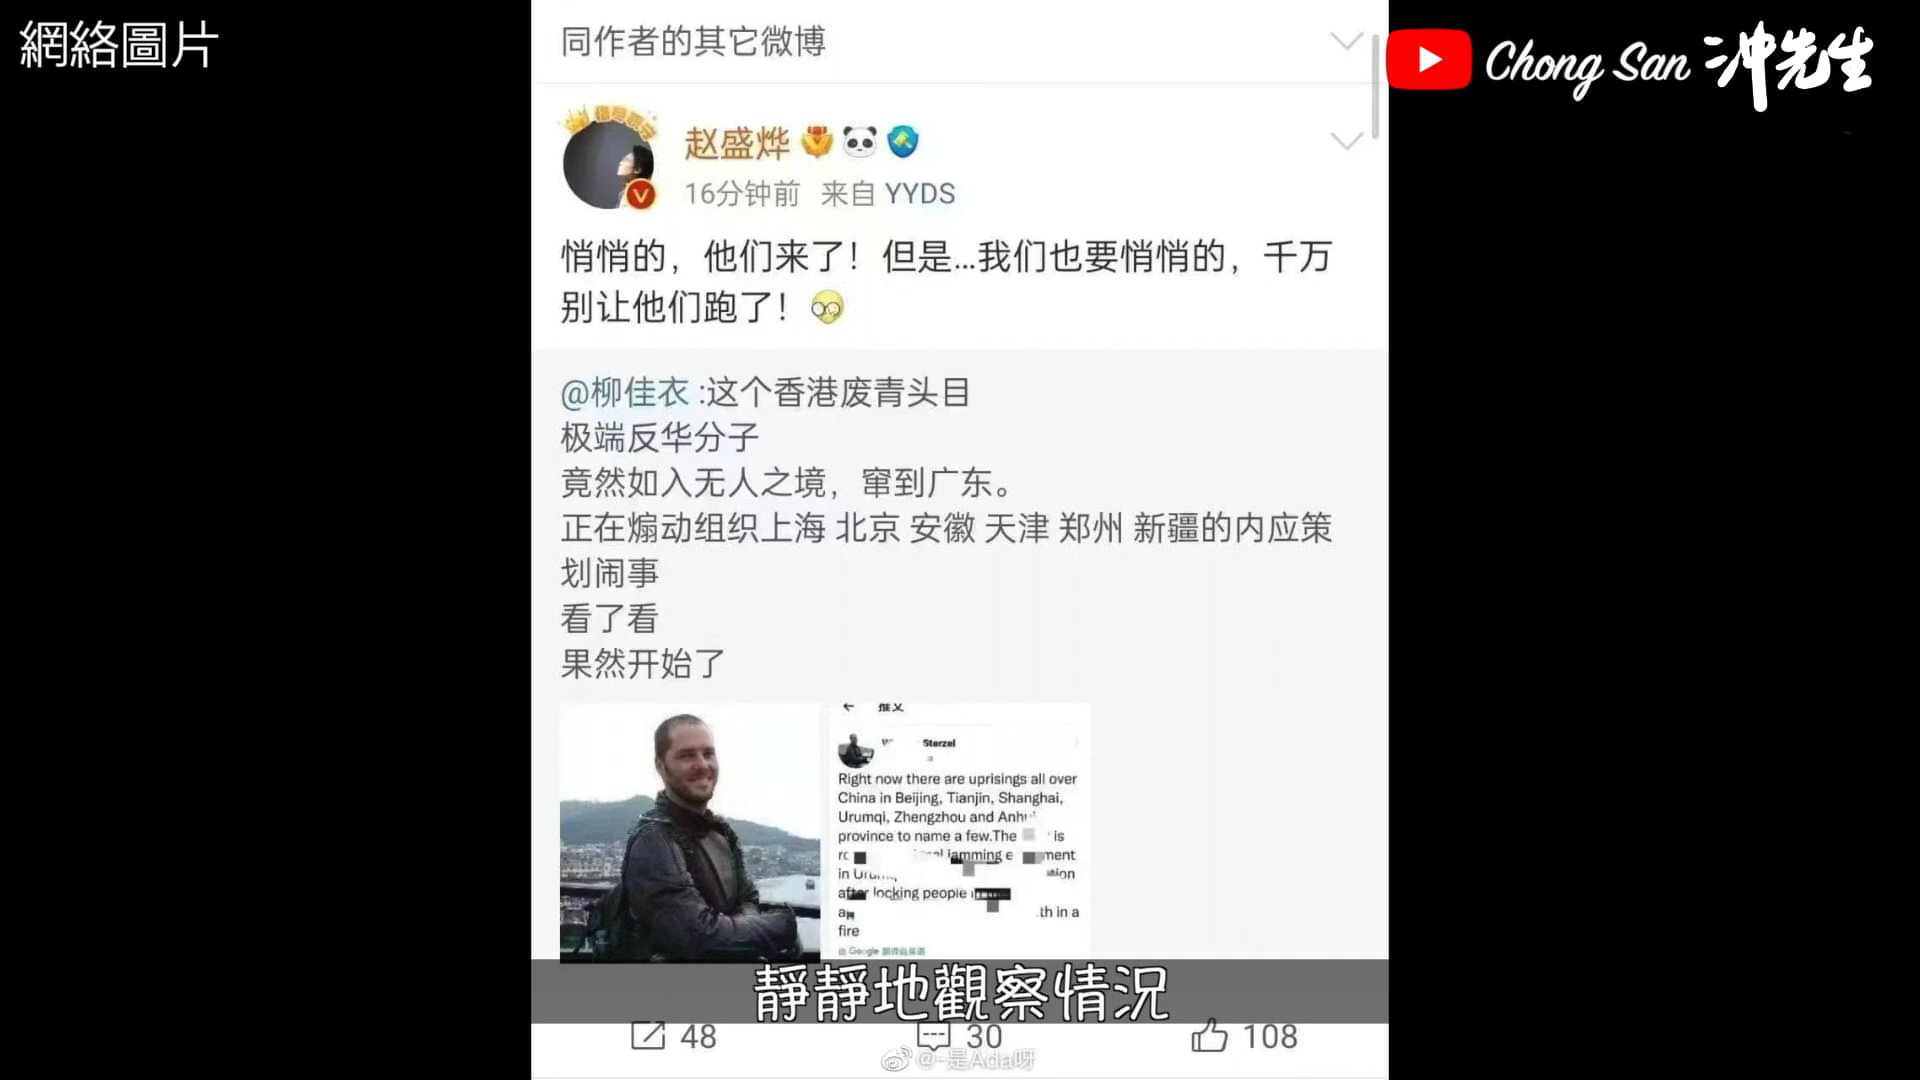 網絡圖片
Chong San 沖先生
同作者的其它微博
赵盛烨
16分钟前 来自 YYDS
悄悄的，他们来了！但是...我们也要悄悄的，千万
别让他们跑了！
@柳佳衣 :这个香港废青头目
极端反华分子
竟然如入无人之境，窜到广东。
正在煽动组织上海 北京 安徽 天津 郑州 新疆的内应策
划闹事
看了看
果然开始了
推文
Sterzel
Right now there are uprisings all over
China in Beijing, Tianjin, Shanghai,
Urumqi, Zhengzhou and Anhui
province to name a few.The is
jamming
in
after locking people
th in a
fire
由 Google 翻译自英语
靜靜地觀察情況
48
30
108
@-是Ada呀